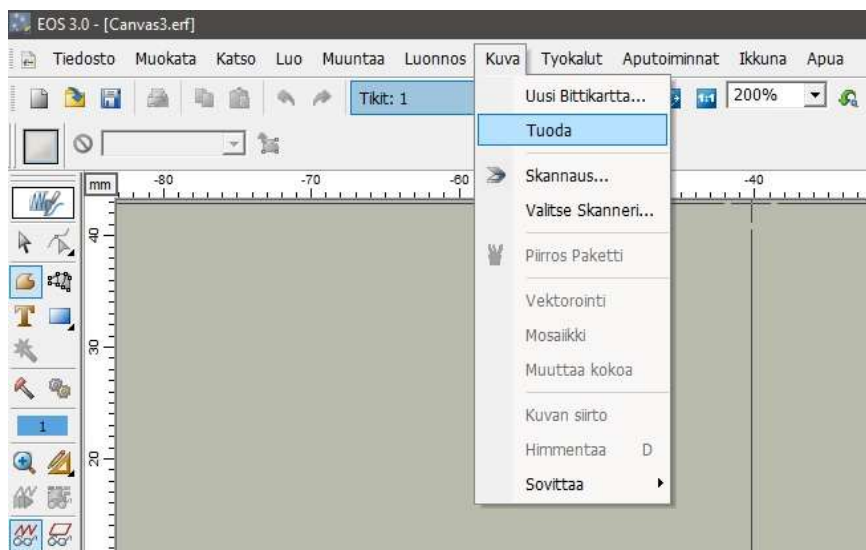 EOS 3.0 - [Canvas3.erf]
Tiedosto Muokata Katso Luo Muuntaa Luonnos Kuva Tyokalut Aputoiminnat Ikkuna Apua
Tikit: 1 1:1 200%
Uusi Bittikartta...
Tuoda
Skannaus...
Valitse Skanneri...
Piirros Paketti
Vektorointi
Mosaiikki
Muuttaa kokoa
Kuvan siirto
Himmentaa D
Sovittaa
mm -80 -70 -60 -40
40
30
20
1